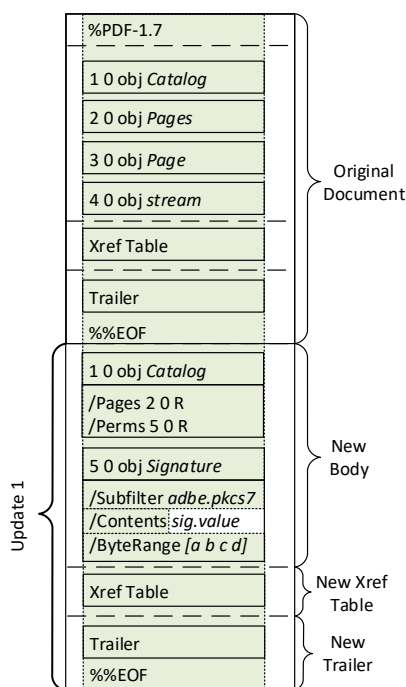 %PDF-1.7
1 0 obj Catalog
2 0 obj Pages
3 0 obj Page
4 0 obj stream
Xref Table
Trailer
%%EOF
Original
Document
1 0 obj Catalog
/Pages 2 0 R
/Perms 5 0 R
5 0 obj Signature
/Subfilter adbe.pkcs7
/Contents sig.value
/ByteRange [a b c d]
New
Body
Update 1
Xref Table
New Xref
Table
Trailer
%%EOF
New
Trailer